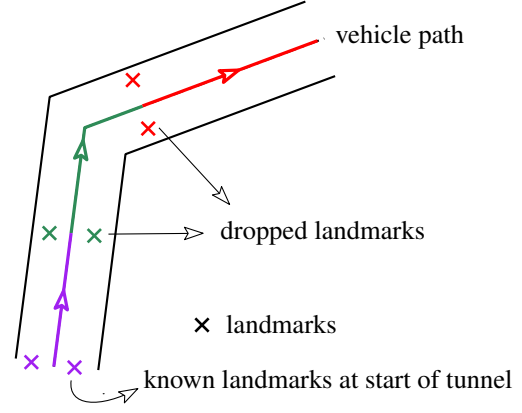 vehicle path
dropped landmarks
landmarks
known landmarks at start of tunnel